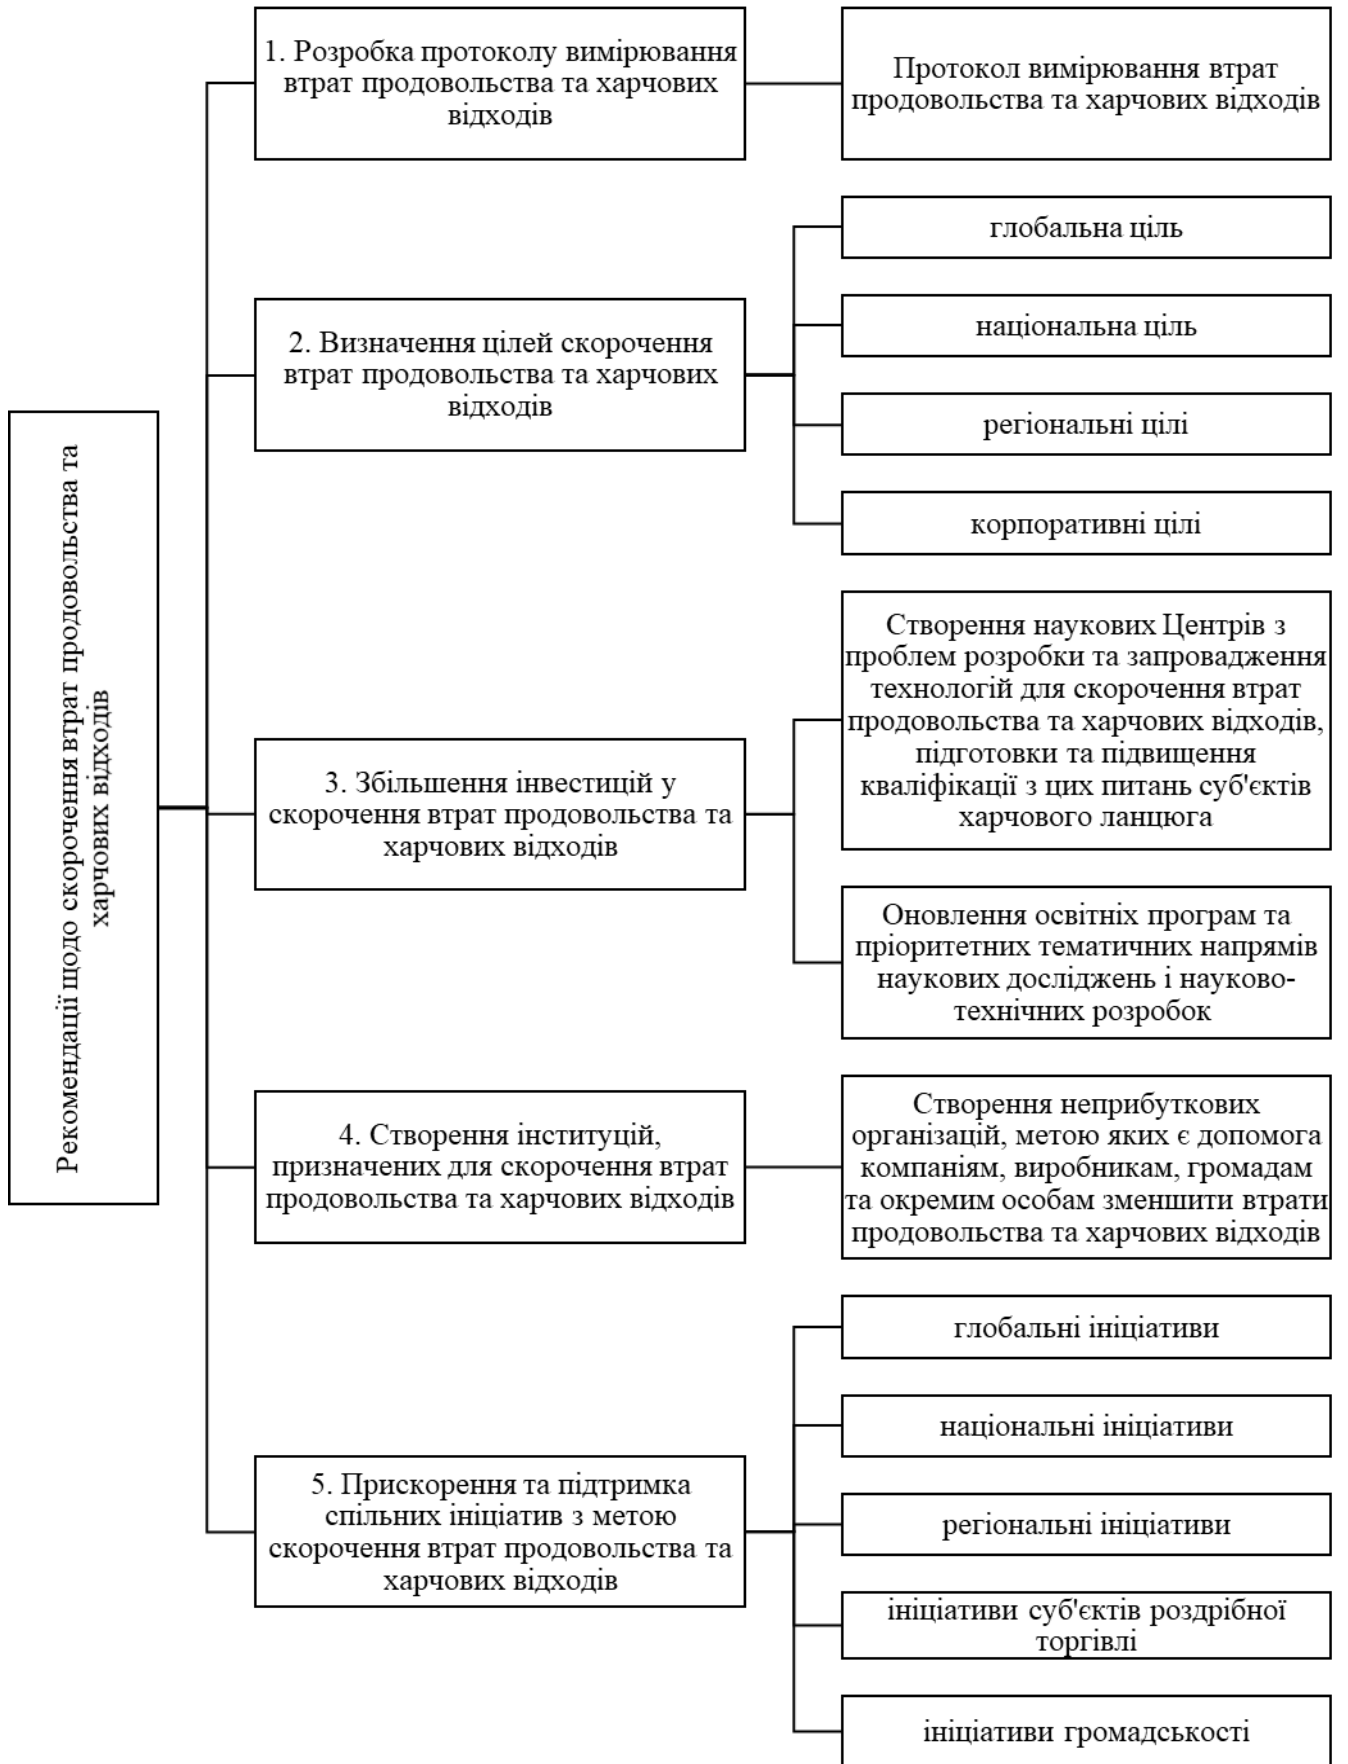 Рекомендації щодо скорочення втрат продовольства та
харчових відходів
1. Розробка протоколу вимірювання
втрат продовольства та харчових
відходів
Протокол вимірювання втрат
продовольства та харчових відходів
2. Визначення цілей скорочення
втрат продовольства та харчових
відходів
глобальна ціль
національна ціль
регіональні цілі
корпоративні цілі
3. Збільшення інвестицій у
скорочення втрат продовольства та
харчових відходів
Створення наукових Центрів з
проблем розробки та запровадження
технологій для скорочення втрат
продовольства та харчових відходів,
підготовки та підвищення
кваліфікації з цих питань суб'єктів
харчового ланцюга
Оновлення освітніх програм та
пріоритетних тематичних напрямів
наукових досліджень і науково-
технічних розробок
4. Створення інституцій,
призначених для скорочення втрат
продовольства та харчових відходів
Створення неприбуткових
організацій, метою яких є допомога
компаніям, виробникам, громадам
та окремим особам зменшити втрати
продовольства та харчових відходів
5. Прискорення та підтримка
спільних ініціатив з метою
скорочення втрат продовольства та
харчових відходів
глобальні ініціативи
національні ініціативи
регіональні ініціативи
ініціативи суб'єктів роздрібної
торгівлі
ініціативи громадськості